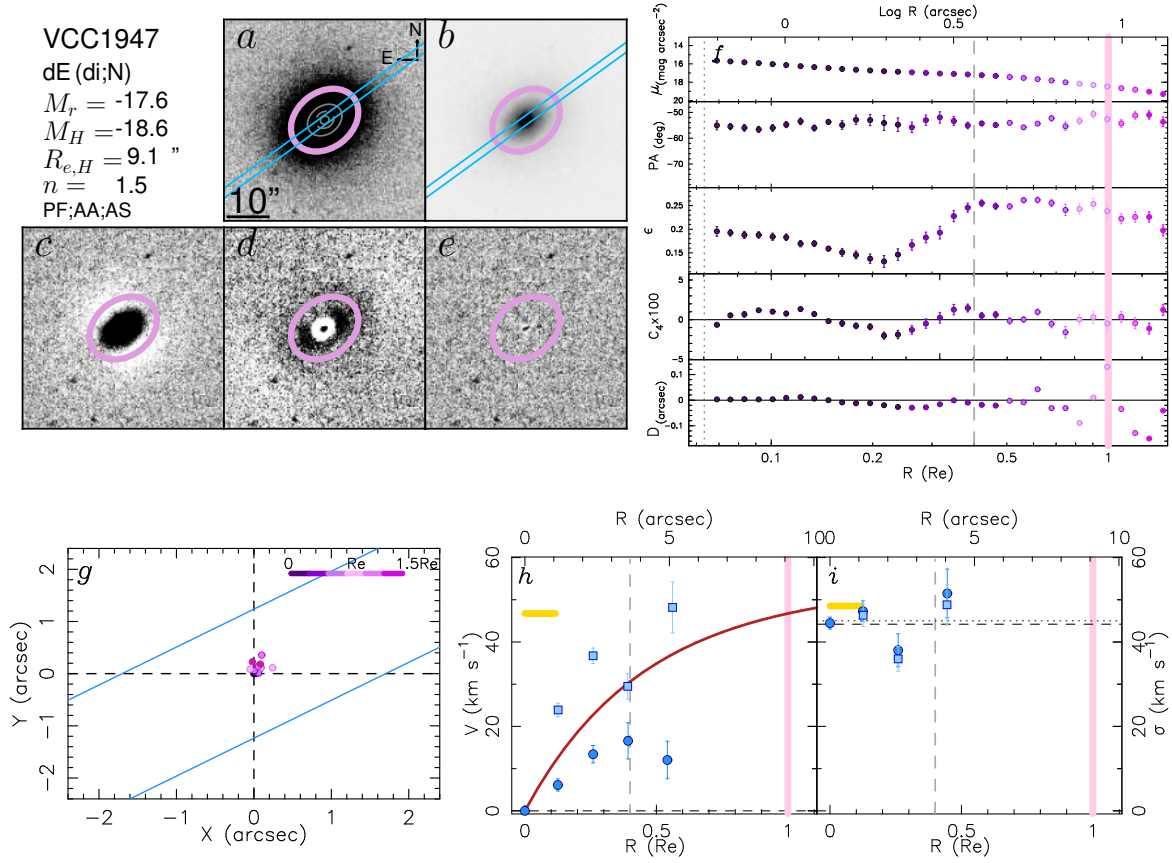 VCC1947
dE (di;N)
M_r = -17.6
M_H = -18.6
R_{e,H} = 9.1 "
n = 1.5
PF;AA;AS
a
N
E
10"
b
c
d
e
Log R (arcsec)
0 0.5 1
f
μ(mag arcsec⁻²)
14
16
18
20
PA (deg)
-50
-60
-70
ε
0.25
0.2
0.15
C₄x100
5
0
-5
D (arcsec)
0.1
0
-0.1
0.1 0.2 0.5 1
R (Re)
g
0 Re 1.5Re
Y (arcsec)
2
1
0
-1
-2
-2 -1 0 1 2
X (arcsec)
R (arcsec)
0 5 10
h
V (km s⁻¹)
60
40
20
0
0 0.5 1
R (Re)
R (arcsec)
0 5 10
i
σ (km s⁻¹)
60
40
20
0
0 0.5 1
R (Re)